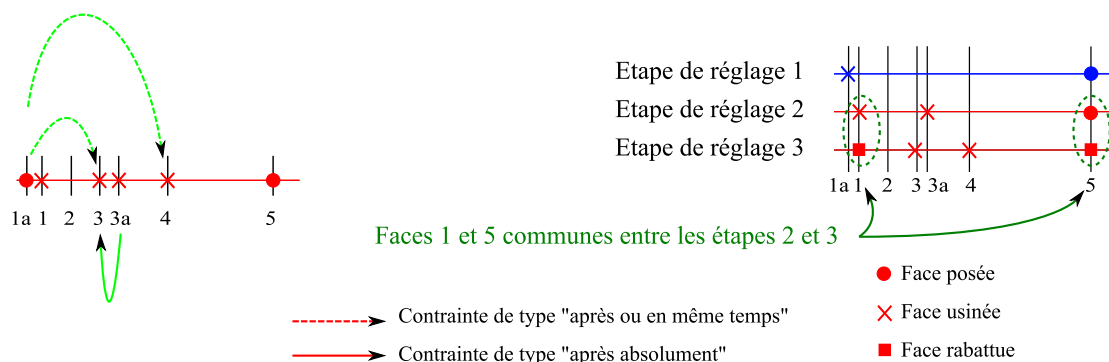 Etape de réglage 1
Etape de réglage 2
Etape de réglage 3
1a 1 2 3 3a 4 5
1a 1 2 3 3a 4 5
Faces 1 et 5 communes entre les étapes 2 et 3
Face posée
Contrainte de type "après ou en même temps"
Face usinée
Contrainte de type "après absolument"
Face rabattue